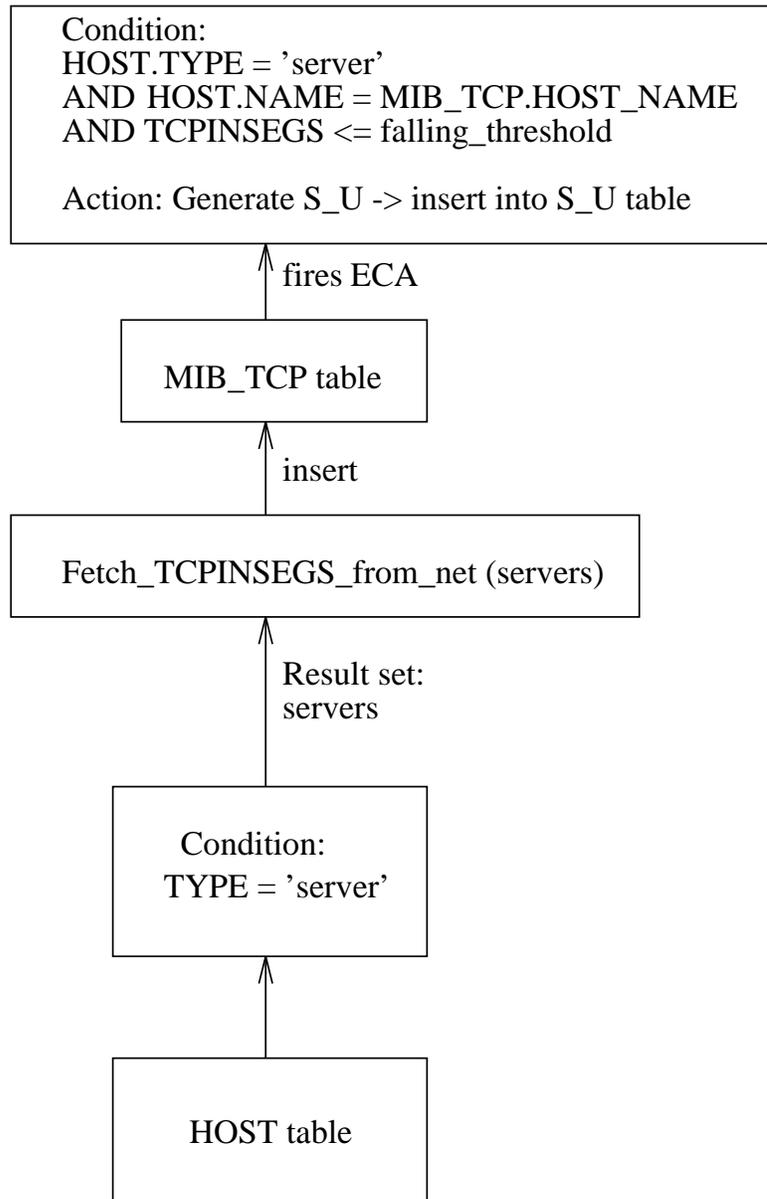 Condition:
HOST.TYPE = ’server’
AND HOST.NAME = MIB_TCP.HOST_NAME
AND TCPINSEGS <= falling_threshold
Action: Generate S_U -> insert into S_U table
fires ECA
MIB_TCP table
insert
Fetch_TCPINSEGS_from_net (servers)
Result set:
servers
Condition:
TYPE = ’server’
HOST table